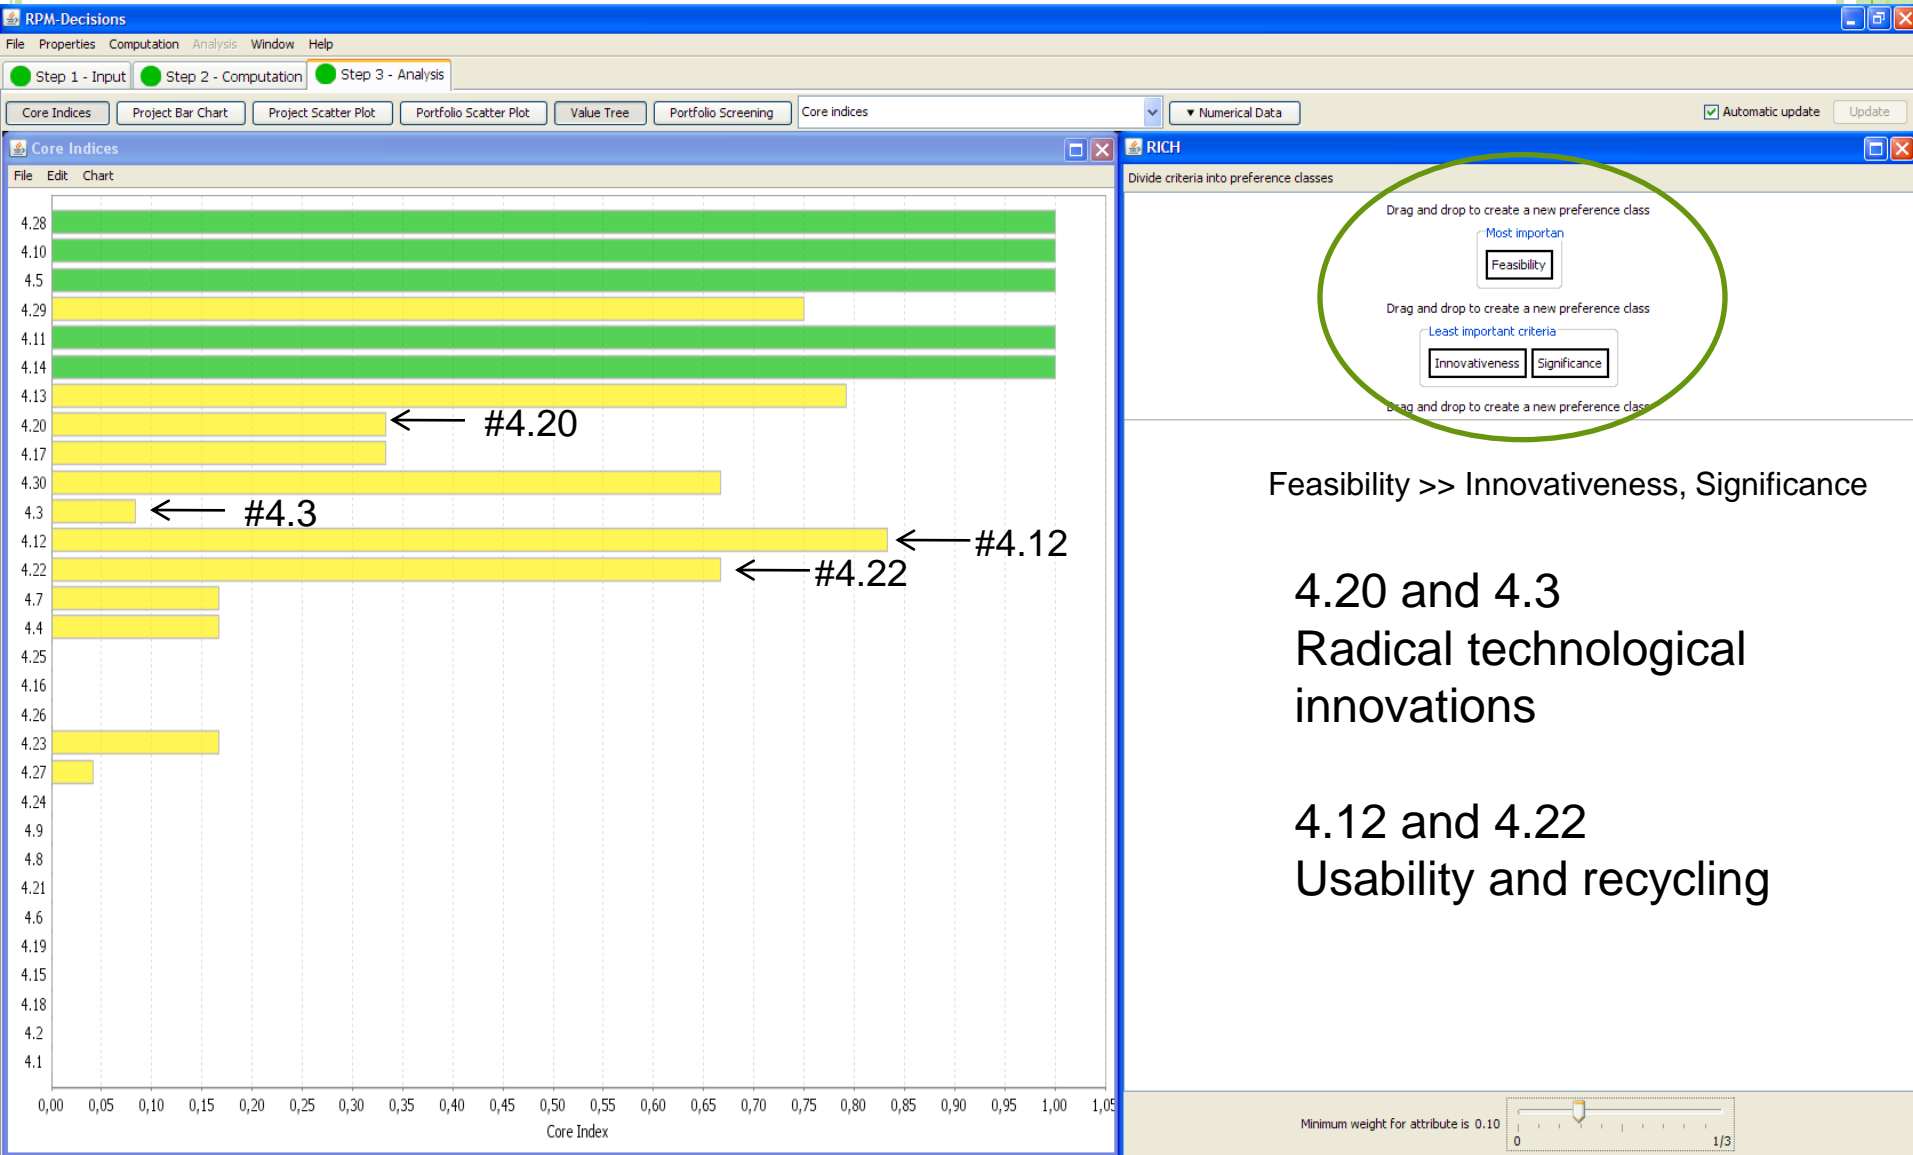 RPM-Decisions
File Properties Computation Analysis Window Help
Step 1 - Input Step 2 - Computation Step 3 - Analysis
Core Indices Project Bar Chart Project Scatter Plot Portfolio Scatter Plot Value Tree Portfolio Screening Core indices ▼ Numerical Data Automatic update Update
Core Indices
File Edit Chart
4.28
4.10
4.5
4.29
4.11
4.14
4.13
4.20 #4.20
4.17
4.30
4.3 #4.3
4.12 #4.12
4.22 #4.22
4.7
4.4
4.25
4.16
4.26
4.23
4.27
4.24
4.9
4.8
4.21
4.6
4.19
4.15
4.18
4.2
4.1
0,00 0,05 0,10 0,15 0,20 0,25 0,30 0,35 0,40 0,45 0,50 0,55 0,60 0,65 0,70 0,75 0,80 0,85 0,90 0,95 1,00 1,05
Core Index
RICH
Divide criteria into preference classes
Drag and drop to create a new preference class
Most importan
Feasibility
Drag and drop to create a new preference class
Least important criteria
Innovativeness Significance
Drag and drop to create a new preference class
Feasibility >> Innovativeness, Significance
4.20 and 4.3
Radical technological
innovations
4.12 and 4.22
Usability and recycling
Minimum weight for attribute is 0.10
0 1/3